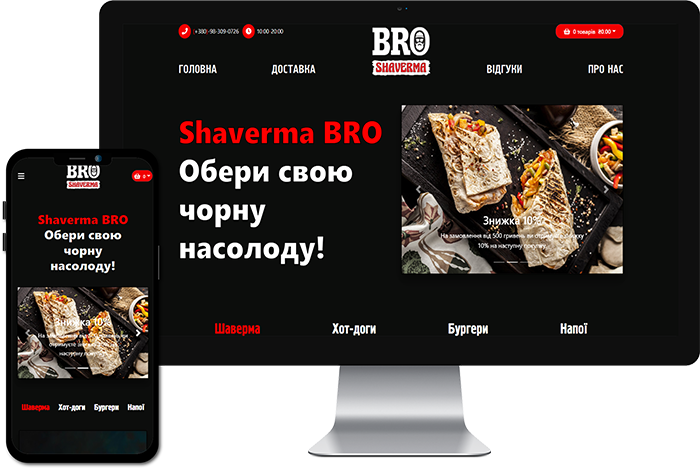 +380-98-309-0726
10:00-20:00
BRO
SHAVERMA
0 товарів ₴0.00
ГОЛОВНА
ДОСТАВКА
ВІДГУКИ
ПРО НАС
Shaverma BRO
Обери свою
чорну
насолоду!
Знижка 10%
На замовлення від 500 гривень ви отримуєте знижку
10% на наступну покупку
Шаверма
Хот-доги
Бургери
Напої
BRO
SHAVERMA
0
Shaverma BRO
Обери свою
чорну
насолоду!
Знижка 10%
На замовлення від 500 гривень ви
отримуєте знижку 10% на
наступну покупку
Шаверма
Хот-доги
Бургери
Напої